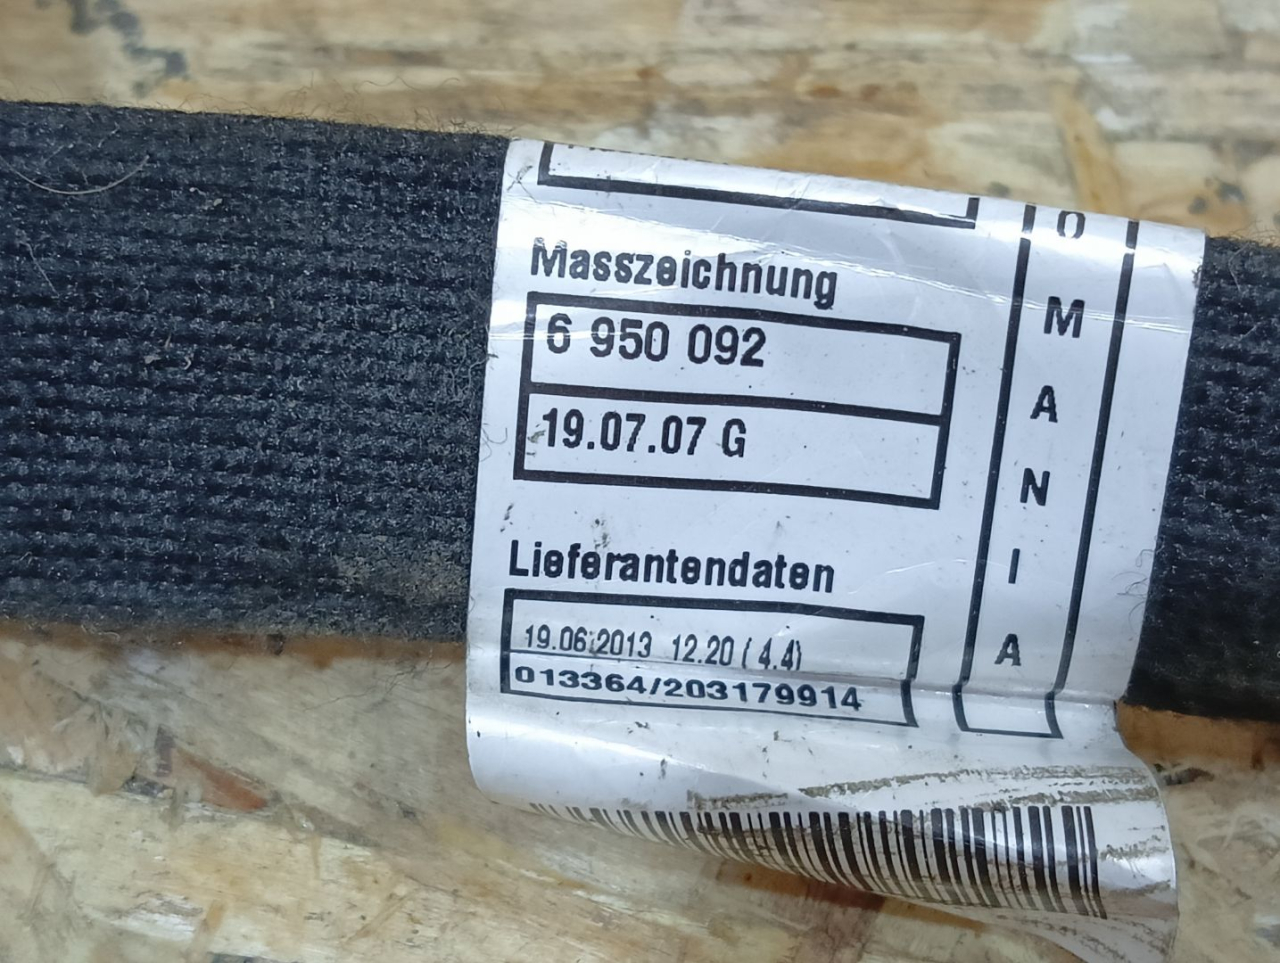 Masszeichnung
6 950 092
19.07.07 G
Lieferantendaten
19.06.2013 12.20 ( 4.4)
013364/203179914
O
M
A
N
I
A